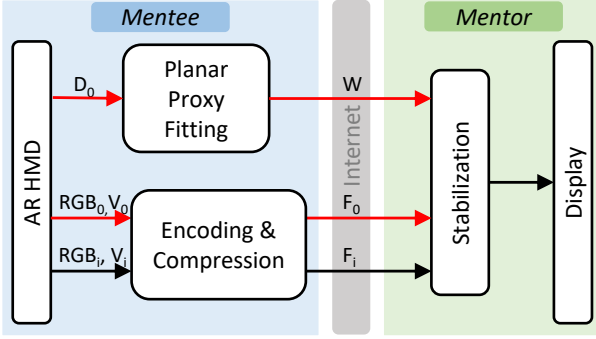 Mentee
Mentor
AR HMD
D₀
Planar
Proxy
Fitting
W
Internet
RGB₀,V₀
RGBᵢ, Vᵢ
Encoding &
Compression
F₀
Fᵢ
Stabilization
Display